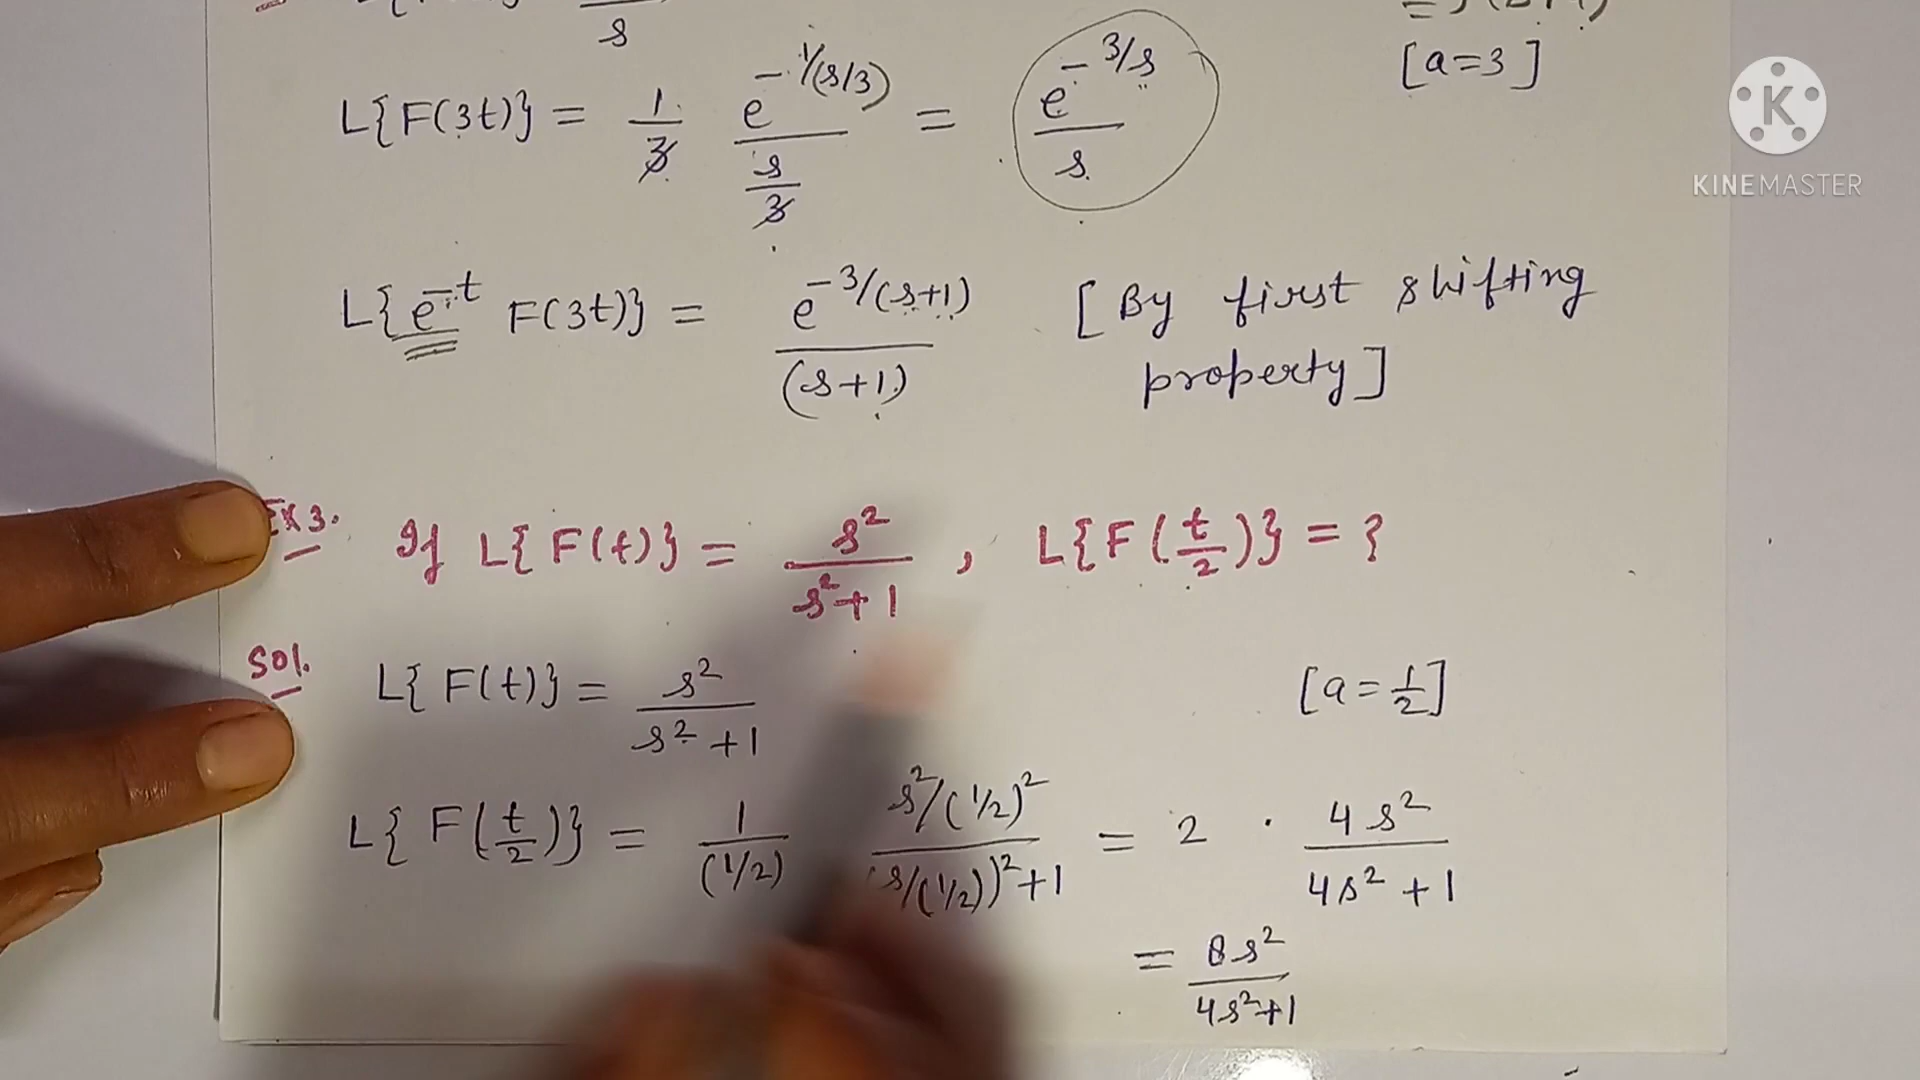 s
[a=3]
L{F(3t)} = 1/3 e^{-1/(s/3)} / (s/3) = e^{-3/s} / s
KINEMASTER
L{e^{-t} F(3t)} = e^{-3/(s+1)} / (s+1) [By first shifting
property]
Ex 3. If L{F(t)} = s²/(s²+1), L{F(t/2)} = ?
Sol. L{F(t)} = s²/(s²+1) [a=1/2]
L{F(t/2)} = 1/(1/2) s²/(1/2)² / (s/(1/2))²+1 = 2 · 4s²/(4s²+1)
= 8s²/(4s²+1)